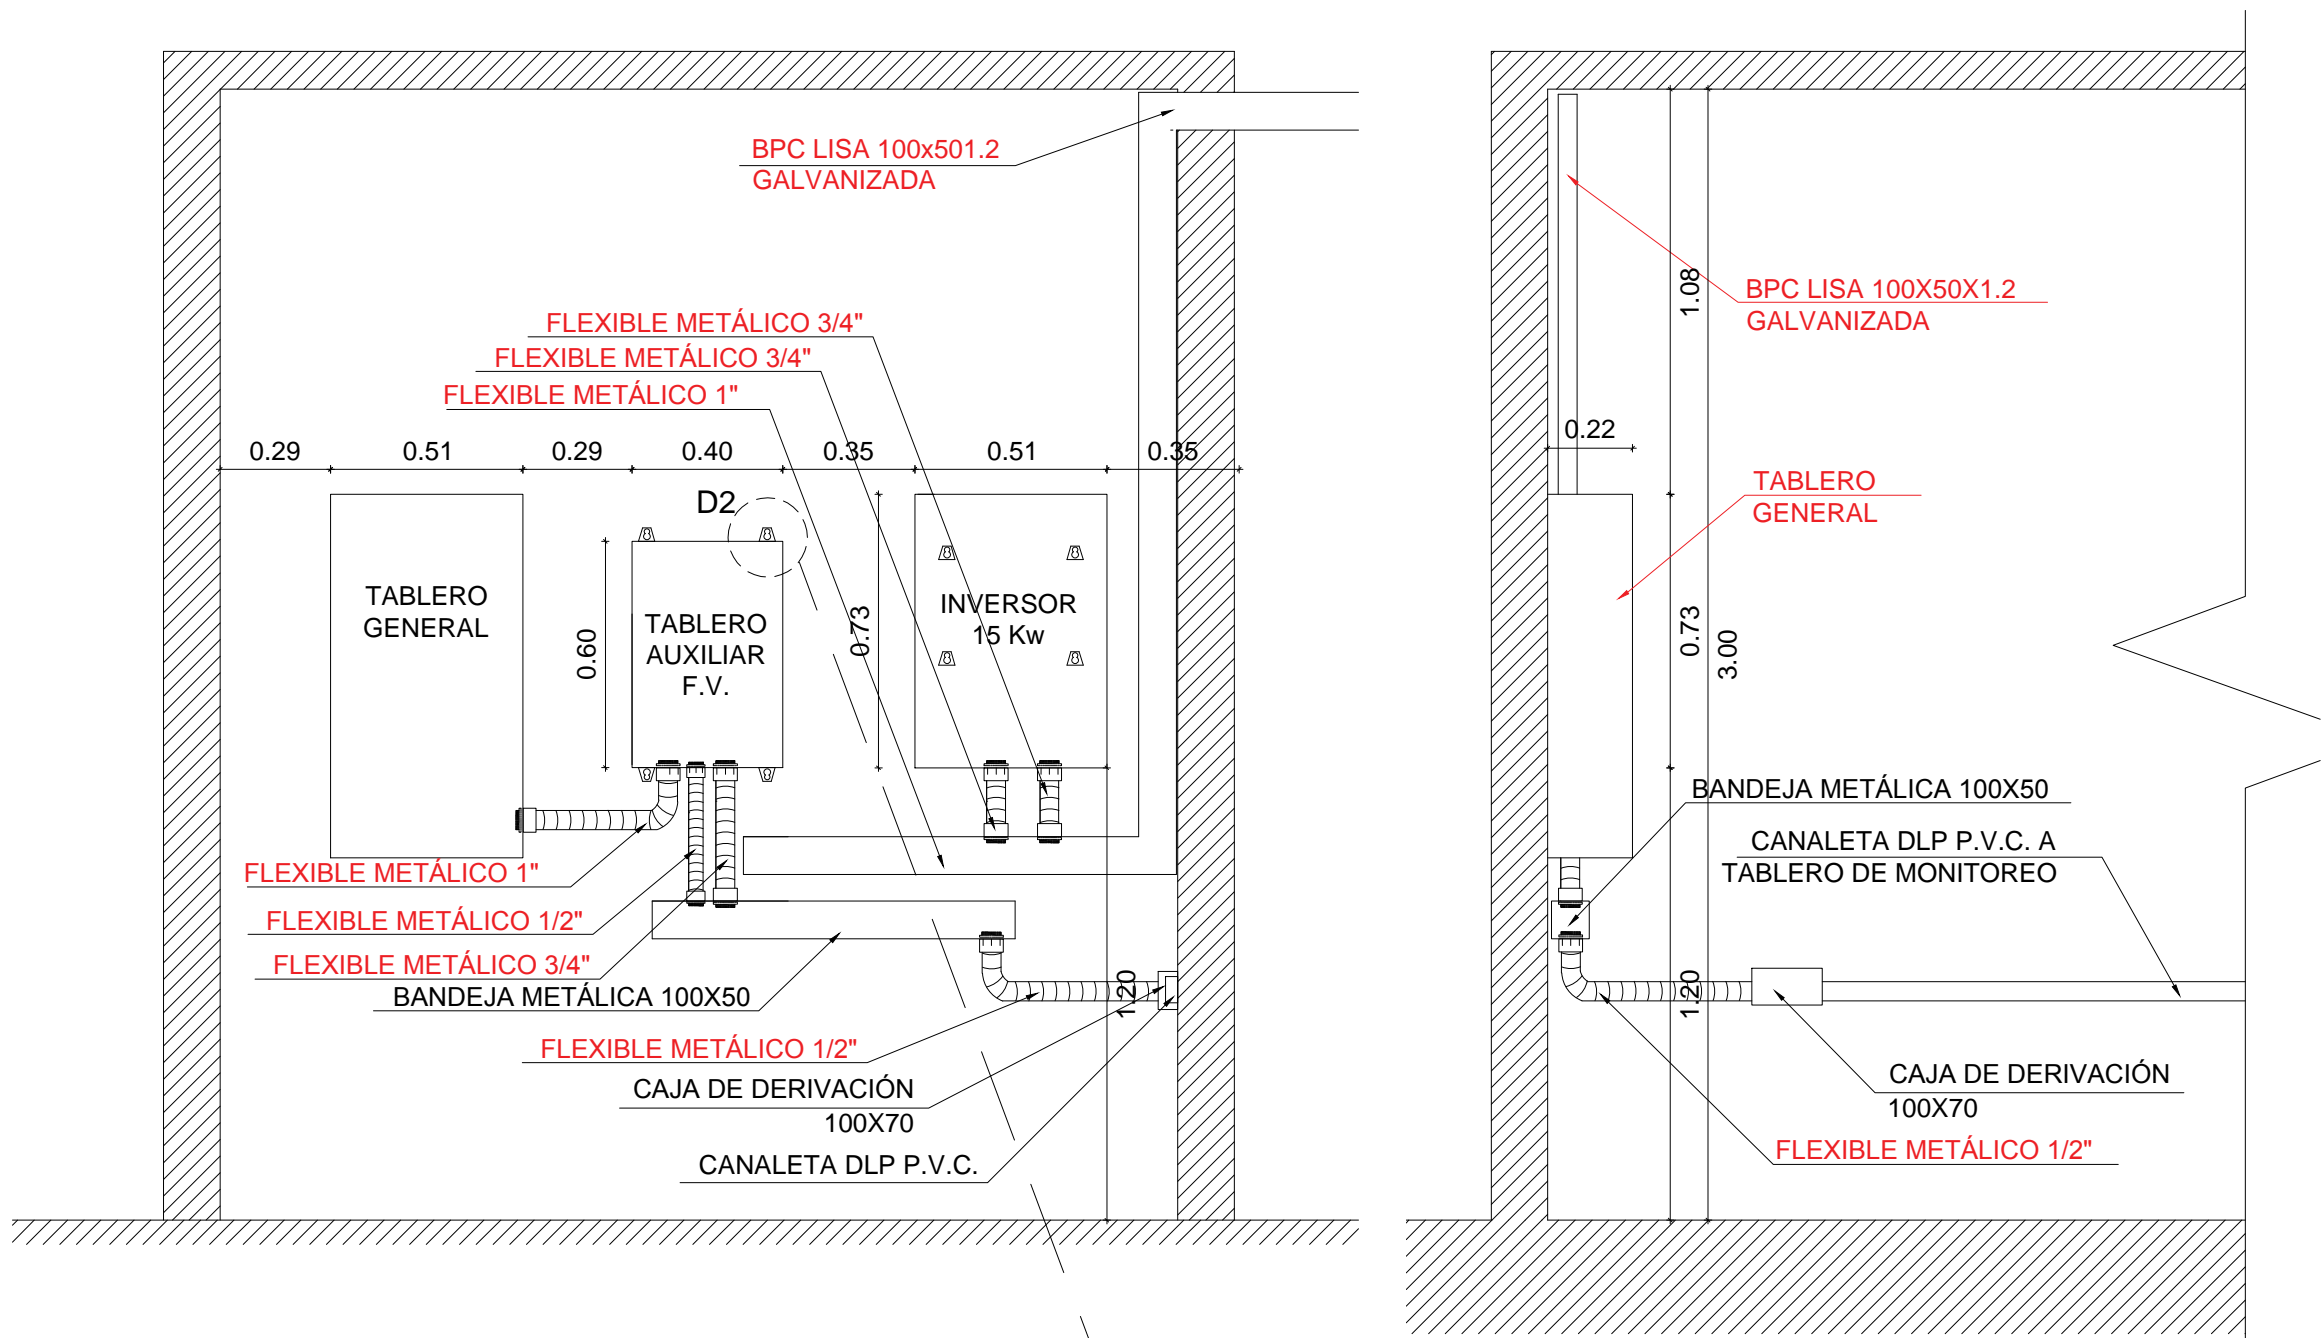 BPC LISA 100x501.2
GALVANIZADA
FLEXIBLE METÁLICO 3/4"
FLEXIBLE METÁLICO 3/4"
FLEXIBLE METÁLICO 1"
0.29
0.51
0.29
0.40
0.35
0.51
0.35
D2
TABLERO
GENERAL
0.60
TABLERO
AUXILIAR
F.V.
0.73
INVERSOR
15 Kw
FLEXIBLE METÁLICO 1"
FLEXIBLE METÁLICO 1/2"
FLEXIBLE METÁLICO 3/4"
BANDEJA METÁLICA 100X50
1.20
FLEXIBLE METÁLICO 1/2"
CAJA DE DERIVACIÓN
100X70
CANALETA DLP P.V.C.
1.08
BPC LISA 100X50X1.2
GALVANIZADA
0.22
TABLERO
GENERAL
0.73
3.00
BANDEJA METÁLICA 100X50
CANALETA DLP P.V.C. A
TABLERO DE MONITOREO
1.20
CAJA DE DERIVACIÓN
100X70
FLEXIBLE METÁLICO 1/2"